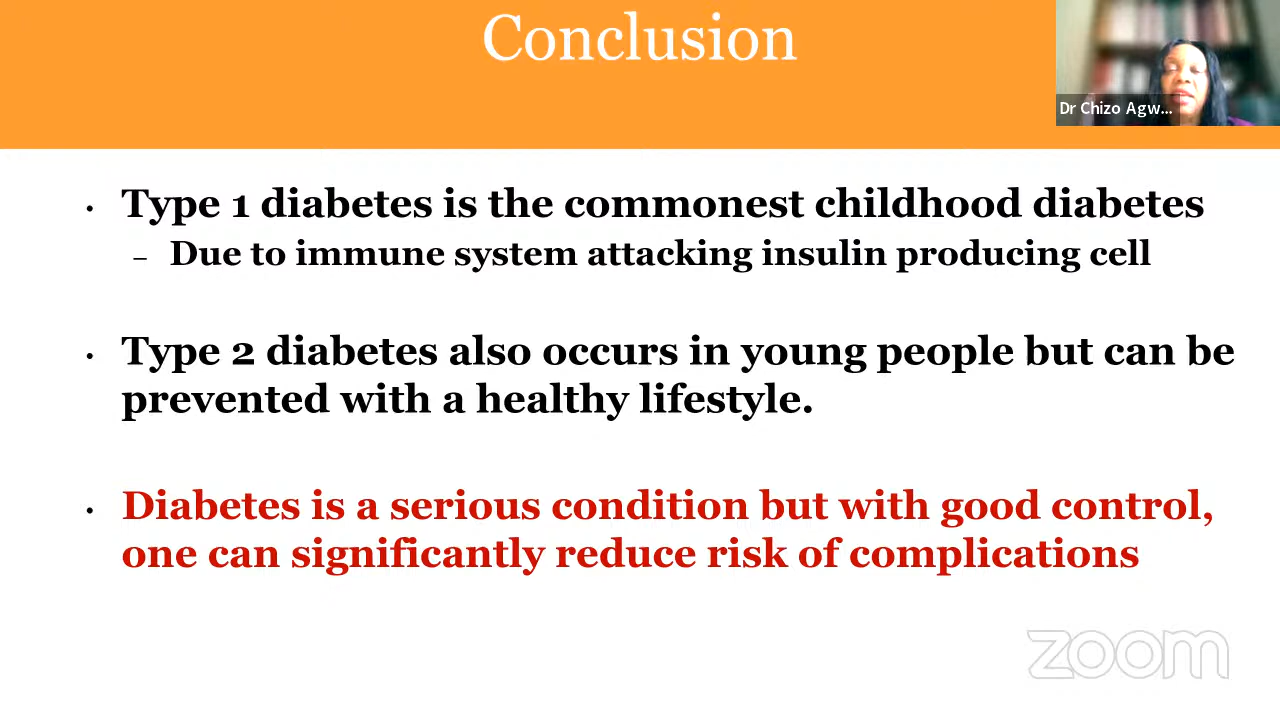 Conclusion
Dr Chizo Agw...
• Type 1 diabetes is the commonest childhood diabetes
– Due to immune system attacking insulin producing cell
• Type 2 diabetes also occurs in young people but can be
prevented with a healthy lifestyle.
• Diabetes is a serious condition but with good control,
one can significantly reduce risk of complications
zoom